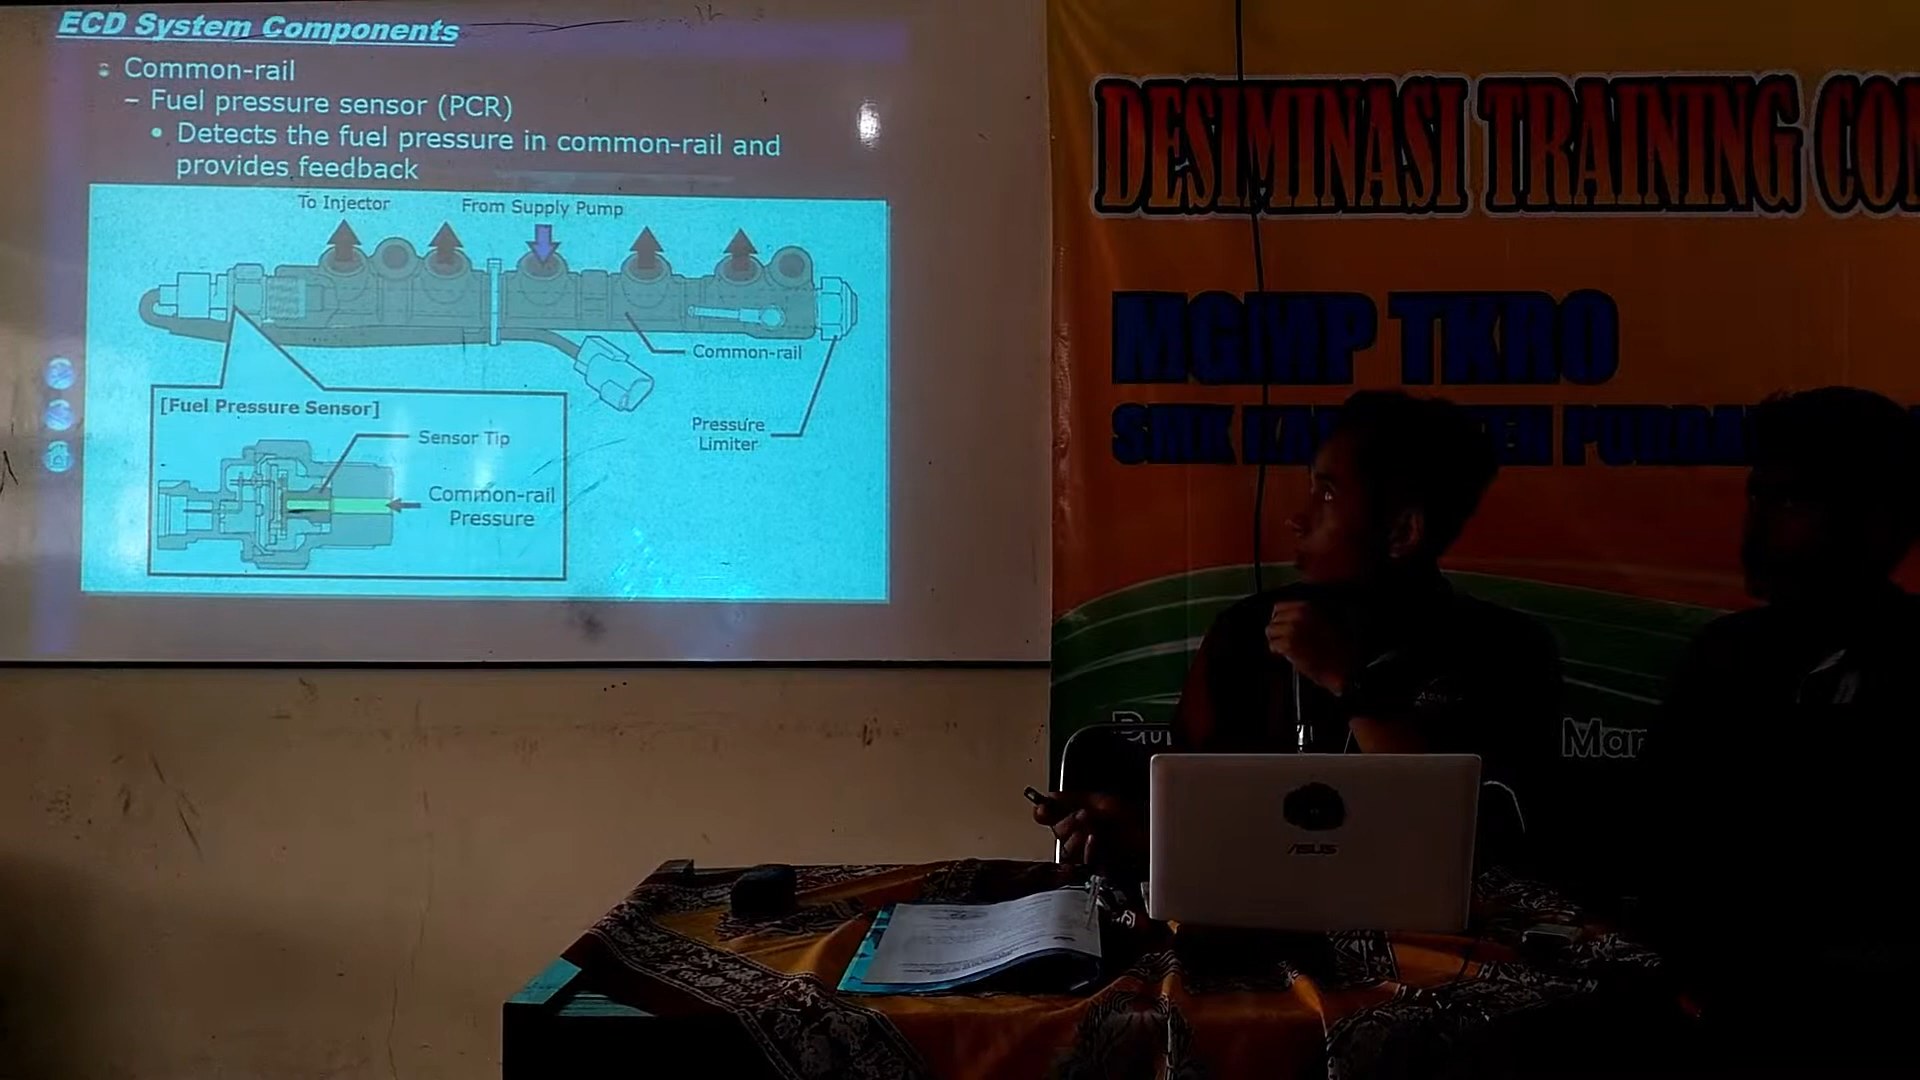 ECD System Components
Common-rail
– Fuel pressure sensor (PCR)
• Detects the fuel pressure in common-rail and
provides feedback
To Injector
From Supply Pump
Common-rail
Pressure
Limiter
[Fuel Pressure Sensor]
Sensor Tip
Common-rail
Pressure
DESIMINASI TRAINING
MGMP TKRO
SMK
ASUS